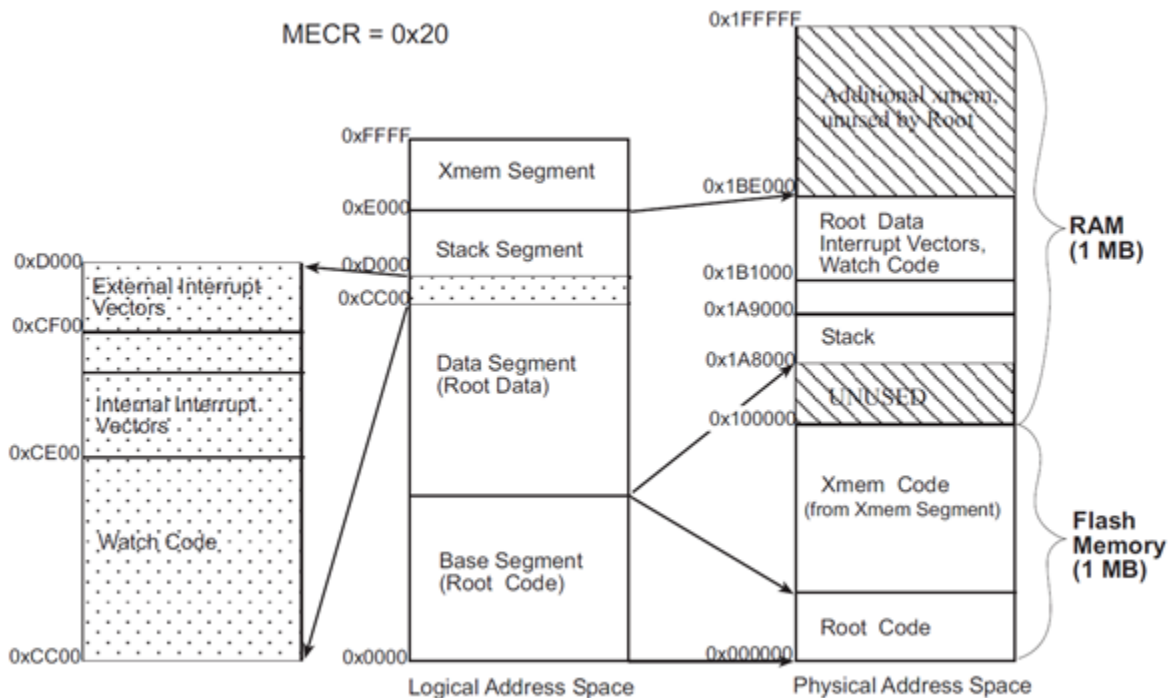 MECR = 0x20
0xD000
External Interrupt
Vectors
0xCF00
Internal Interrupt
Vectors
0xCE00
Watch Code
0xCC00
0xFFFF
Xmem Segment
0xE000
Stack Segment
0xD000
0xCC00
Data Segment
(Root Data)
Base Segment
(Root Code)
0x0000
Logical Address Space
0x1FFFFF
Additional xmem,
unused by Root
0x1BE000
Root Data
Interrupt Vectors,
Watch Code
0x1B1000
0x1A9000
Stack
0x1A8000
UNUSED
0x100000
Xmem Code
(from Xmem Segment)
Root Code
0x000000
Physical Address Space
RAM
(1 MB)
Flash
Memory
(1 MB)